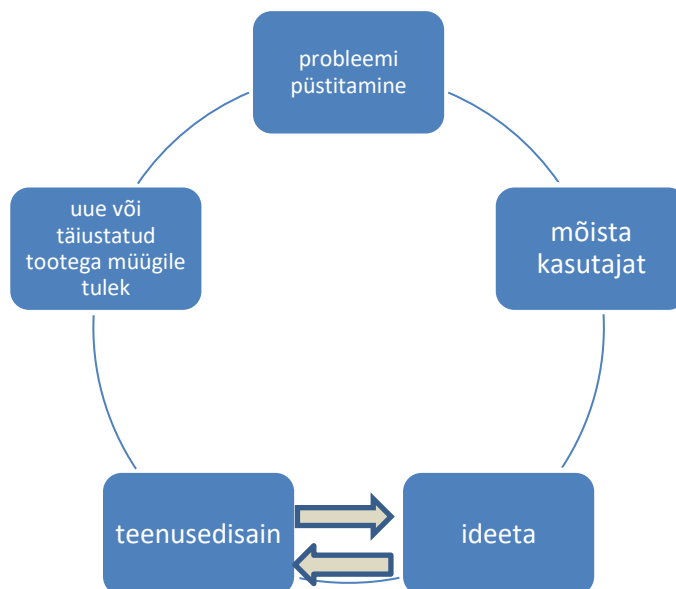 probleemi
püstitamine
mõista
kasutajat
ideeta
teenusedisain
uue või
täiustatud
tootega müügile
tulek